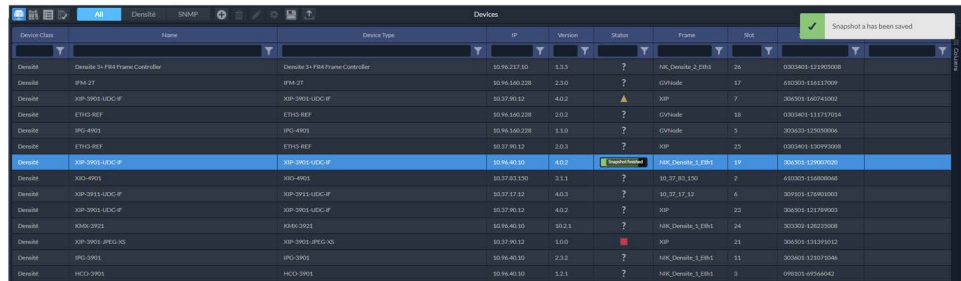 All Densité SNMP Devices
Snapshot a has been saved
Device Class Name Device Type IP Version Status Frame Slot
Columns
Densité Densite 3+ FR4 Frame Controller Densite 3+ FR4 Frame Controller 10.96.217.10 1.3.5 ? NK_Densite_2_Eth1 26 0303401-121903008
Densité IFM-2T IFM-2T 10.96.160.228 2.3.0 ? GVNode 17 610303-116117009
Densité XIP-3901-UDC-IF XIP-3901-UDC-IF 10.37.90.12 4.0.2 XIP 7 306501-160741002
Densité ETH3-REF ETH3-REF 10.96.160.228 2.0.2 ? GVNode 18 0303401-111717014
Densité IPG-4901 IPG-4901 10.96.160.228 1.1.0 ? GVNode 5 303603-125050006
Densité ETH3-REF ETH3-REF 10.37.90.12 2.0.3 ? XIP 25 0303401-130993008
Densité XIP-3901-UDC-IF XIP-3901-UDC-IF 10.96.40.10 4.0.2 Snapshot finished NK_Densite_1_Eth1 19 306501-129007020
Densité XIO-4901 XIO-4901 10.37.83.150 3.1.1 ? 10_37_83_150 2 610305-116808068
Densité XIP-3911-UDC-IF XIP-3911-UDC-IF 10.37.17.12 4.0.3 ? 10_37_17_12 6 309101-176901003
Densité XIP-3901-UDC-IF XIP-3901-UDC-IF 10.37.90.12 4.0.2 ? XIP 23 306501-121789003
Densité KMX-3921 KMX-3921 10.96.40.10 10.2.1 ? NK_Densite_1_Eth1 24 303302-128235008
Densité XIP-3901-JPEG-XS XIP-3901-JPEG-XS 10.37.90.12 1.0.0 XIP 21 306501-131391012
Densité IPG-3901 IPG-3901 10.96.40.10 2.3.2 ? NK_Densite_1_Eth1 11 303601-121071046
Densité HCO-3901 HCO-3901 10.96.40.10 1.2.1 ? NK_Densite_1_Eth1 3 098101-69566042